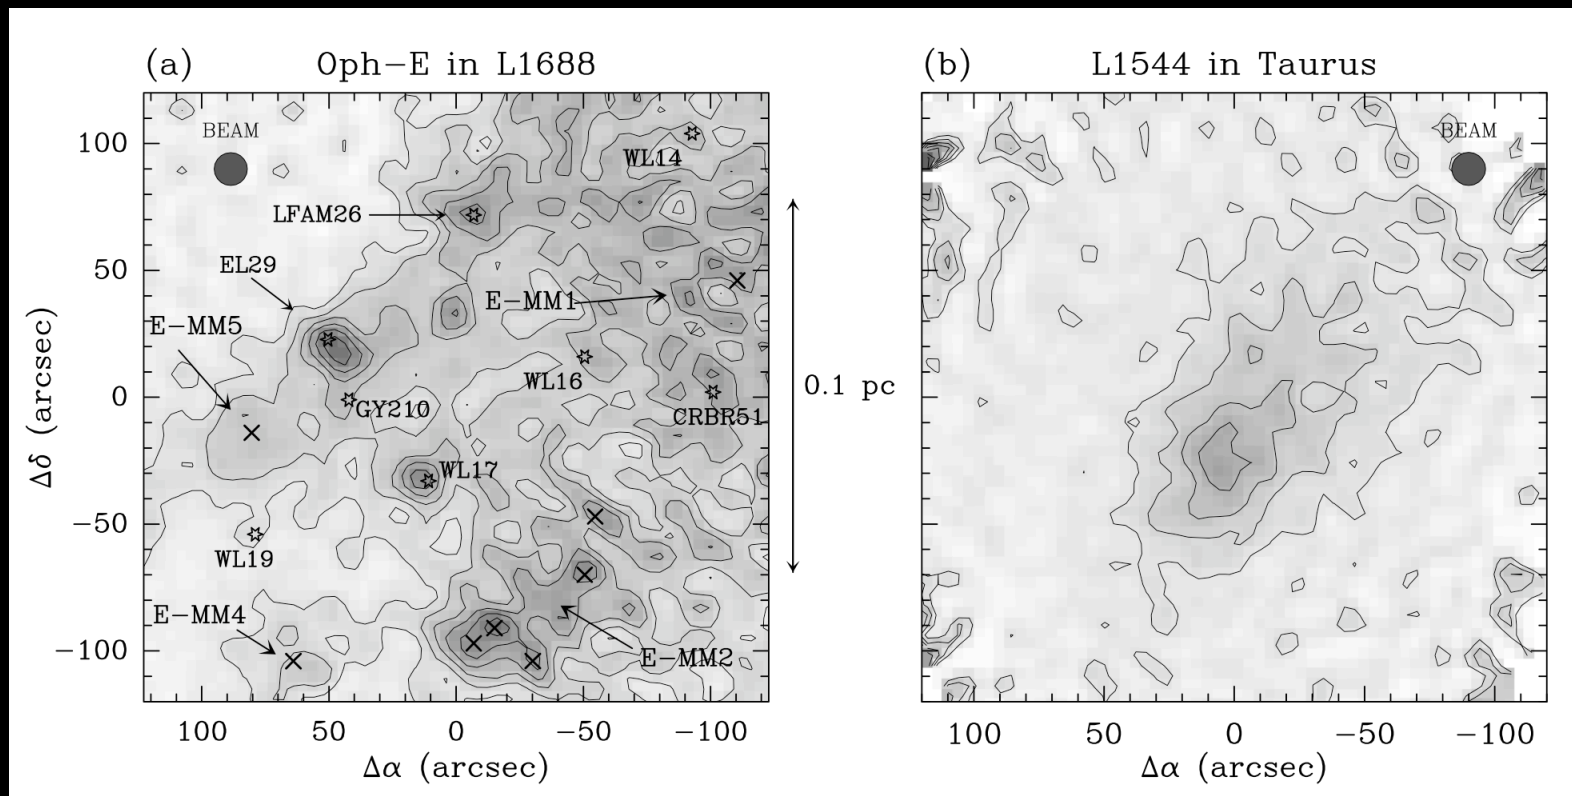 (a) Oph−E in L1688
BEAM
WL14
LFAM26
EL29
E−MM1
E−MM5
WL16
GY210
CRBR51
WL17
WL19
E−MM4
E−MM2
100
50
0
−50
−100
Δδ (arcsec)
100 50 0 −50 −100
Δα (arcsec)
0.1 pc
(b) L1544 in Taurus
BEAM
100 50 0 −50 −100
Δα (arcsec)